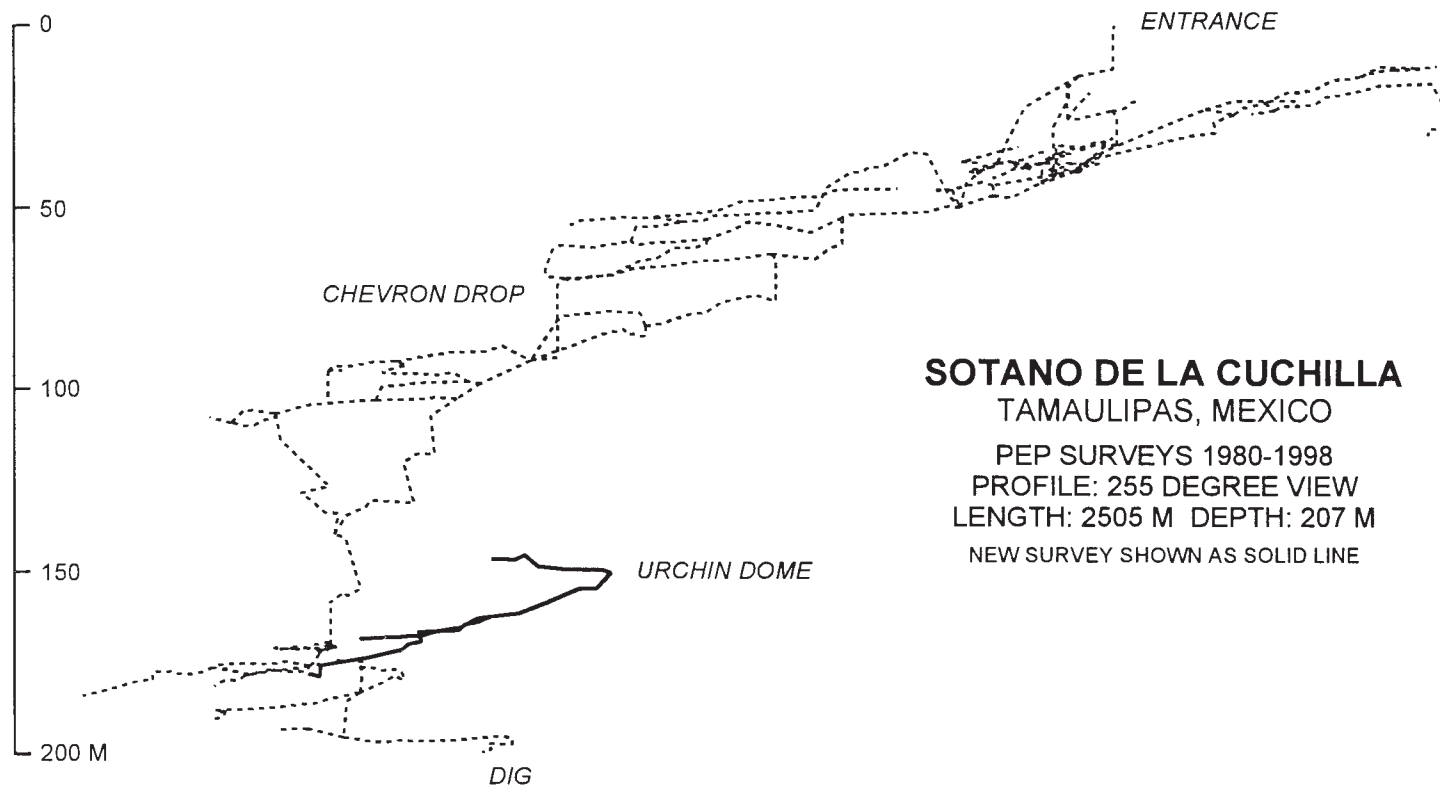 0
ENTRANCE
50
CHEVRON DROP
100
SOTANO DE LA CUCHILLA
TAMAULIPAS, MEXICO
PEP SURVEYS 1980-1998
PROFILE: 255 DEGREE VIEW
LENGTH: 2505 M DEPTH: 207 M
NEW SURVEY SHOWN AS SOLID LINE
150
URCHIN DOME
200 M
DIG